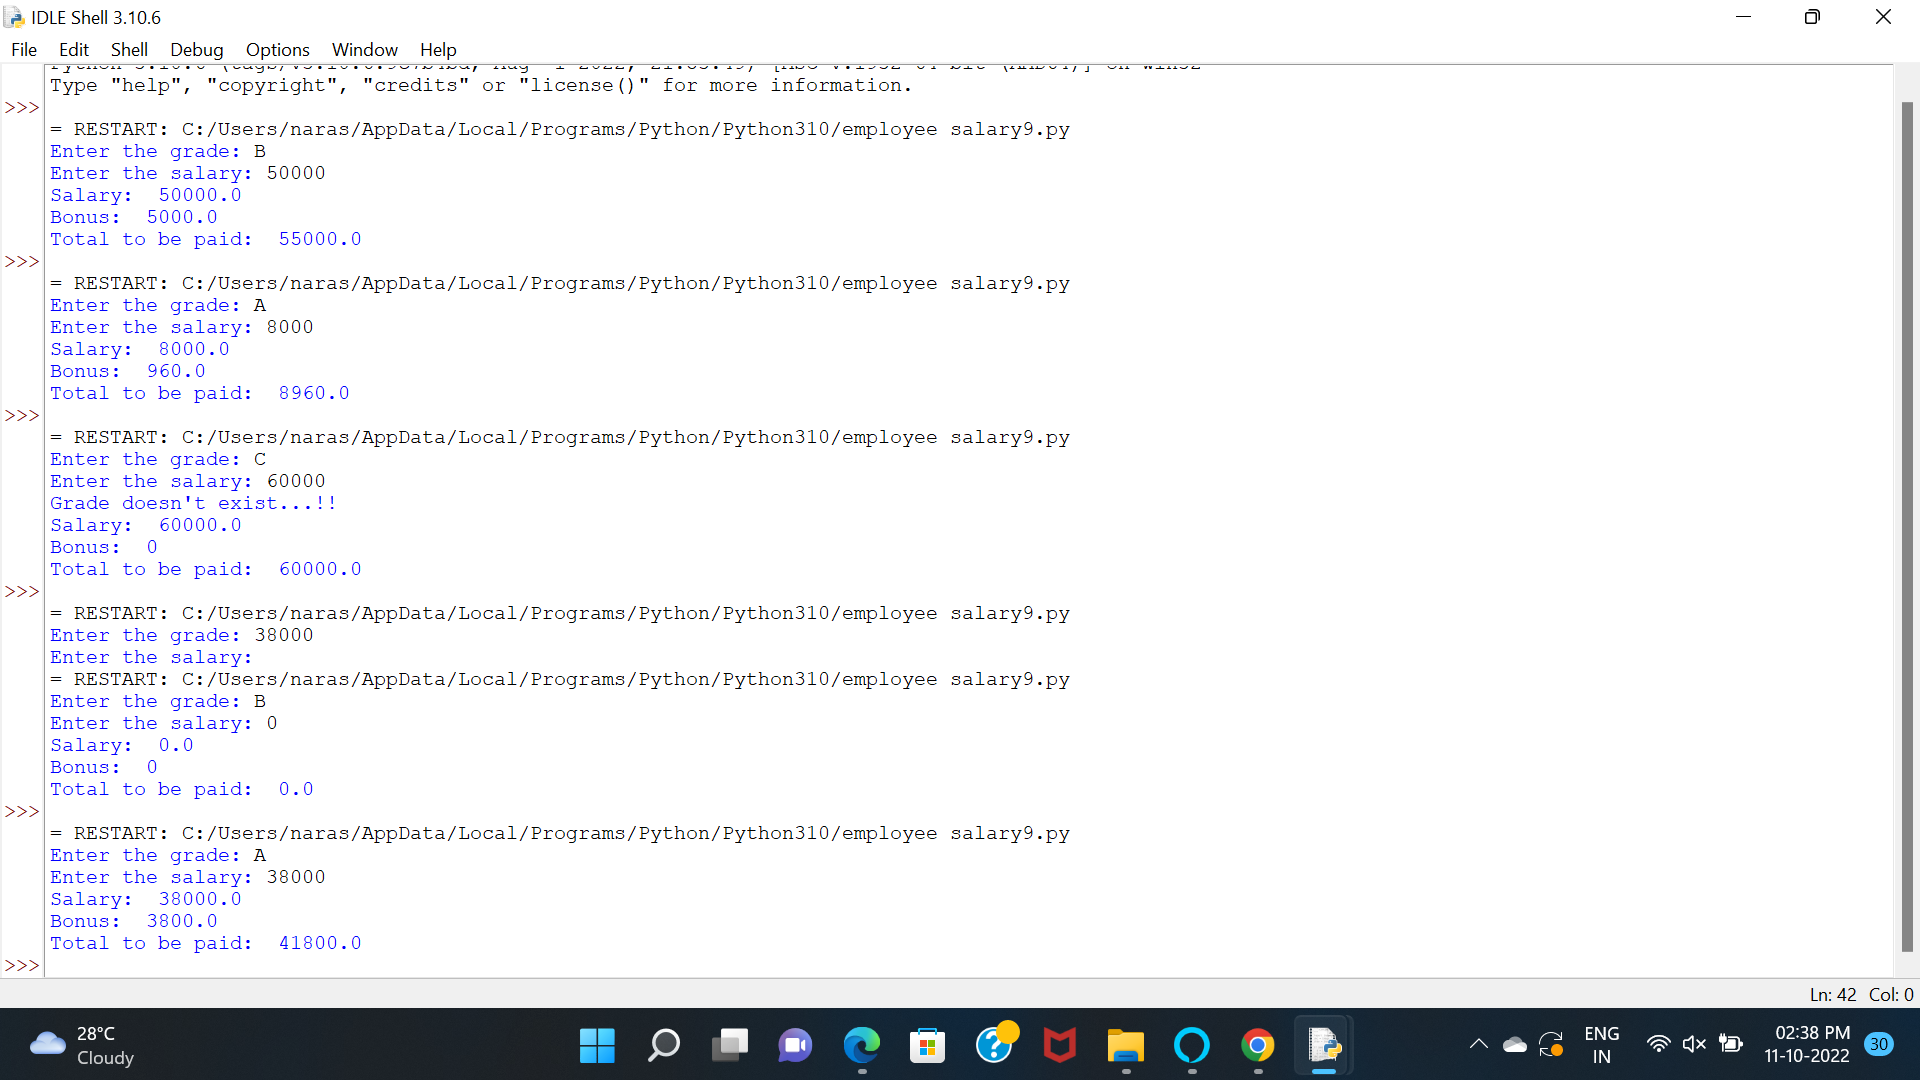 IDLE Shell 3.10.6
File Edit Shell Debug Options Window Help
Type "help", "copyright", "credits" or "license()" for more information.
>>>
= RESTART: C:/Users/naras/AppData/Local/Programs/Python/Python310/employee salary9.py
Enter the grade: B
Enter the salary: 50000
Salary:  50000.0
Bonus:  5000.0
Total to be paid:  55000.0
>>>
= RESTART: C:/Users/naras/AppData/Local/Programs/Python/Python310/employee salary9.py
Enter the grade: A
Enter the salary: 8000
Salary:  8000.0
Bonus:  960.0
Total to be paid:  8960.0
>>>
= RESTART: C:/Users/naras/AppData/Local/Programs/Python/Python310/employee salary9.py
Enter the grade: C
Enter the salary: 60000
Grade doesn't exist...!!
Salary:  60000.0
Bonus:  0
Total to be paid:  60000.0
>>>
= RESTART: C:/Users/naras/AppData/Local/Programs/Python/Python310/employee salary9.py
Enter the grade: 38000
Enter the salary:
= RESTART: C:/Users/naras/AppData/Local/Programs/Python/Python310/employee salary9.py
Enter the grade: B
Enter the salary: 0
Salary:  0.0
Bonus:  0
Total to be paid:  0.0
>>>
= RESTART: C:/Users/naras/AppData/Local/Programs/Python/Python310/employee salary9.py
Enter the grade: A
Enter the salary: 38000
Salary:  38000.0
Bonus:  3800.0
Total to be paid:  41800.0
>>>
Ln: 42 Col: 0
28°C
Cloudy
ENG
IN
02:38 PM
11-10-2022
30